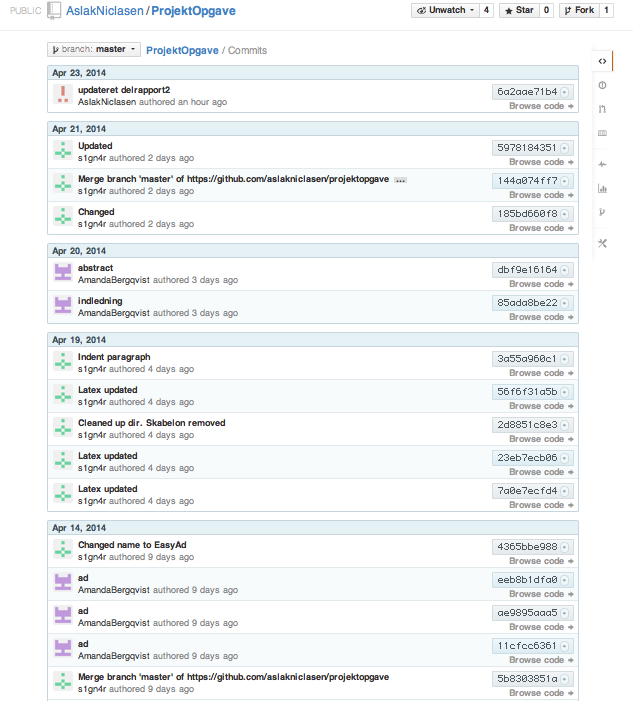 PUBLIC AslakNiclasen / ProjektOpgave Unwatch 4 Star 0 Fork 1
branch: master ProjektOpgave / Commits
Apr 23, 2014
updateret delrapport2 6a2aae71b4
AslakNiclasen authored an hour ago Browse code
Apr 21, 2014
Updated 5978184351
s1gn4r authored 2 days ago Browse code
Merge branch 'master' of https://github.com/aslakniclasen/projektopgave ... 144a074ff7
s1gn4r authored 2 days ago Browse code
Changed 185bd660f8
s1gn4r authored 2 days ago Browse code
Apr 20, 2014
abstract dbf9e16164
AmandaBergqvist authored 3 days ago Browse code
indledning 85ada8be22
AmandaBergqvist authored 3 days ago Browse code
Apr 19, 2014
Indent paragraph 3a55a960c1
s1gn4r authored 4 days ago Browse code
Latex updated 56f6f31a5b
s1gn4r authored 4 days ago Browse code
Cleaned up dir. Skabelon removed 2d8851c8e3
s1gn4r authored 4 days ago Browse code
Latex updated 23eb7ecb06
s1gn4r authored 4 days ago Browse code
Latex updated 7a0e7ecfd4
s1gn4r authored 4 days ago Browse code
Apr 14, 2014
Changed name to EasyAd 4365bbe988
s1gn4r authored 9 days ago Browse code
ad eeb8b1dfa0
AmandaBergqvist authored 9 days ago Browse code
ad ae9895aaa5
AmandaBergqvist authored 9 days ago Browse code
ad 11cfcc6361
AmandaBergqvist authored 9 days ago Browse code
Merge branch 'master' of https://github.com/aslakniclasen/projektopgave 5b8303851a
s1gn4r authored 9 days ago Browse code